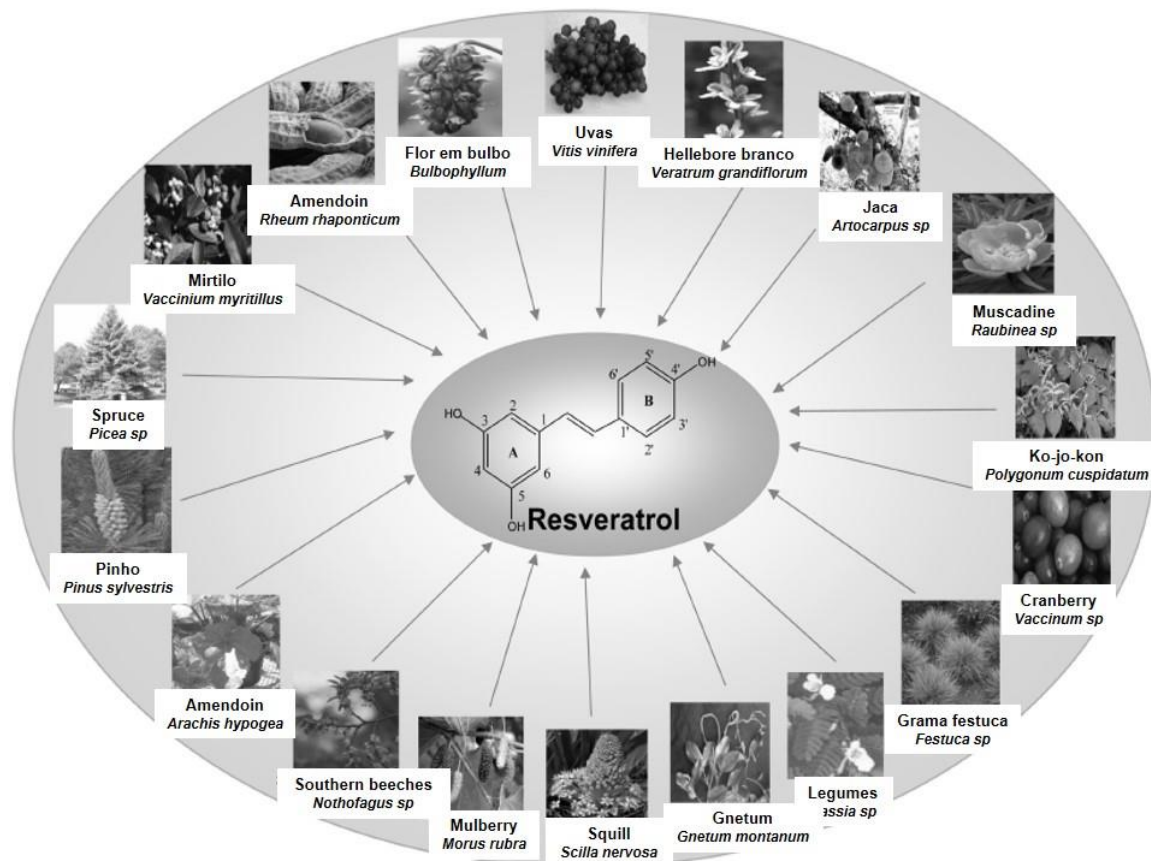 Uvas
Vitis vinifera
Hellebore branco
Veratrum grandiflorum
Jaca
Artocarpus sp
Muscadine
Raubinea sp
Ko-jo-kon
Polygonum cuspidatum
Cranberry
Vaccinum sp
Grama festuca
Festuca sp
Legumes
assia sp
Gnetum
Gnetum montanum
Squill
Scilla nervosa
Mulberry
Morus rubra
Southern beeches
Nothofagus sp
Amendoin
Arachis hypogea
Pinho
Pinus sylvestris
Spruce
Picea sp
Mirtilo
Vaccinium myritillus
Amendoin
Rheum rhaponticum
Flor em bulbo
Bulbophyllum
OH
5'
4'
6'
B
3'
1'
2'
HO
3
2
1
A
4
6
5
OH
Resveratrol